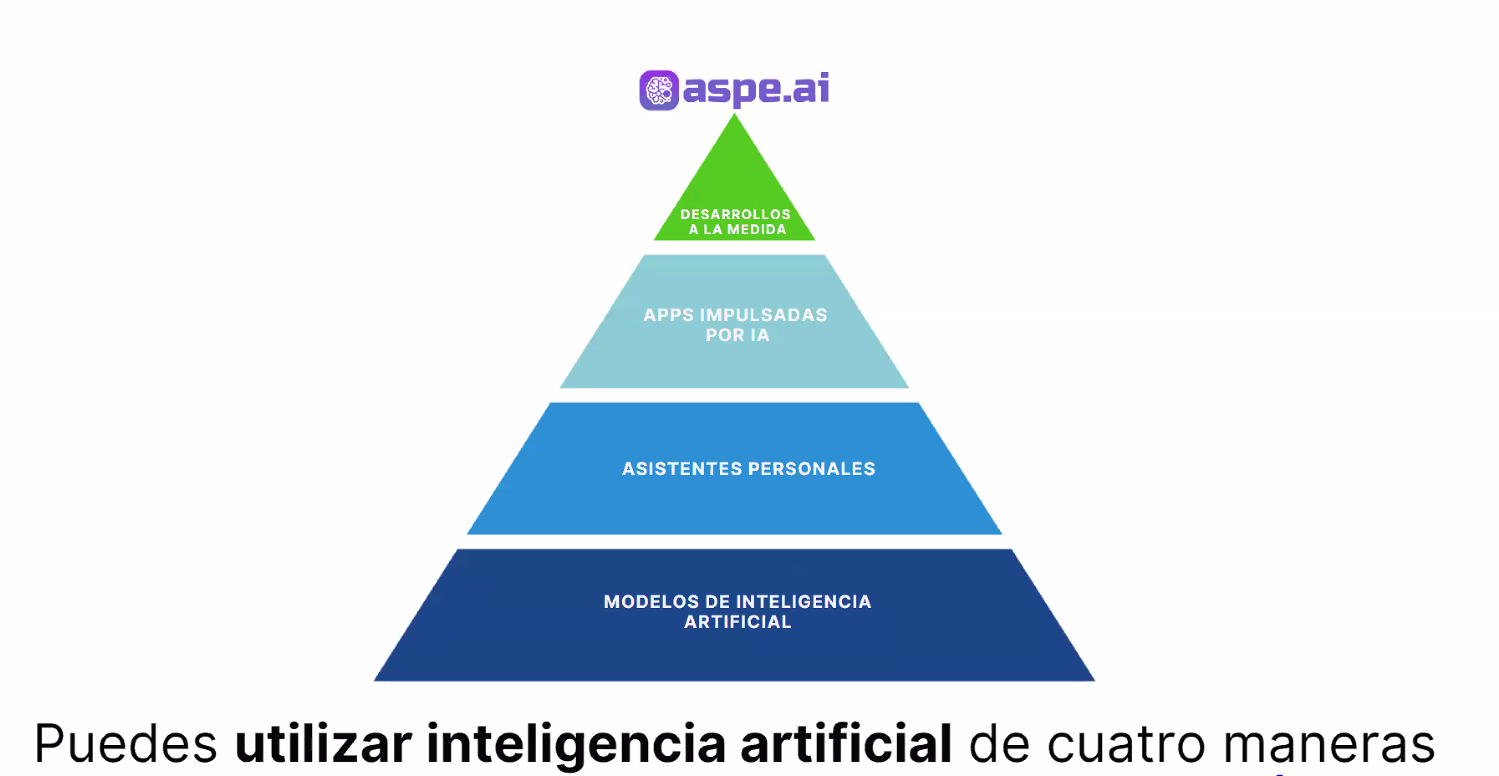 aspe.ai
DESARROLLOS
A LA MEDIDA
APPS IMPULSADAS
POR IA
ASISTENTES PERSONALES
MODELOS DE INTELIGENCIA
ARTIFICIAL
Puedes utilizar inteligencia artificial de cuatro maneras